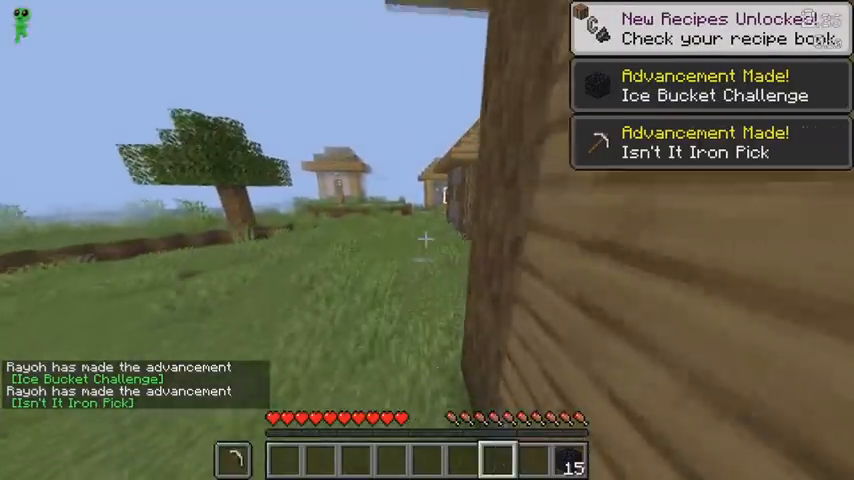 New Recipes Unlocked!
Check your recipe book
Advancement Made!
Ice Bucket Challenge
Advancement Made!
Isn't It Iron Pick
Rayoh has made the advancement
[Ice Bucket Challenge]
Rayoh has made the advancement
[Isn't It Iron Pick]
15